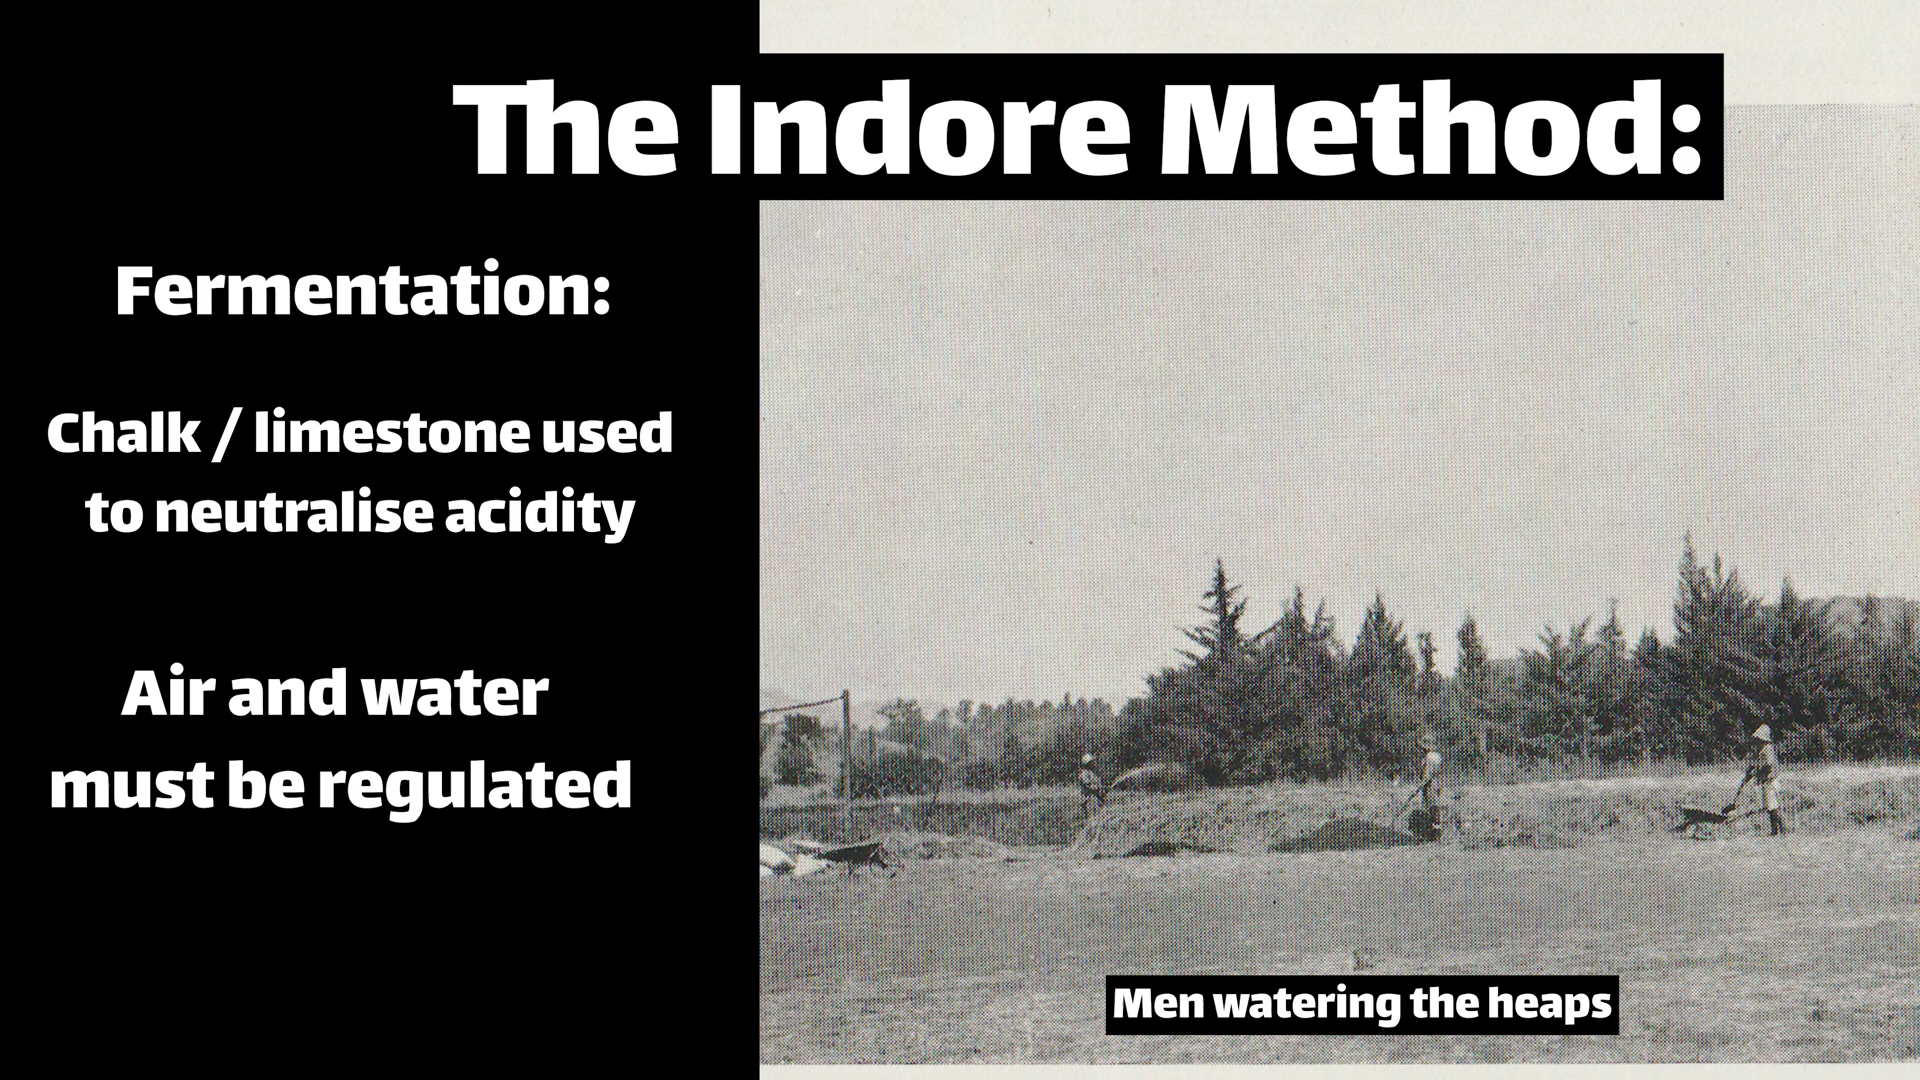 The Indore Method:
Fermentation:
Chalk / limestone used
to neutralise acidity
Air and water
must be regulated
Men watering the heaps